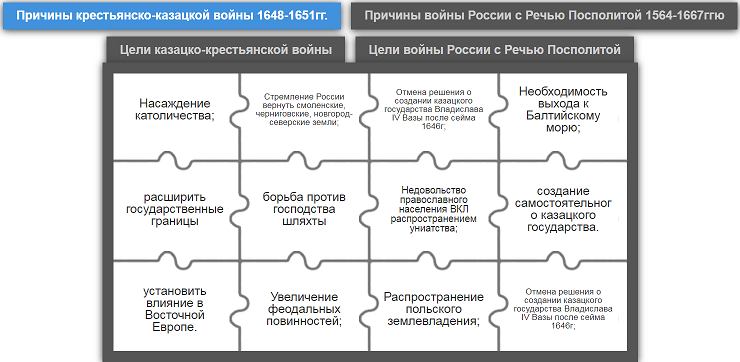 Причины крестьянско-казацкой войны 1648-1651гг.
Причины войны России с Речью Посполитой 1564-1667ггю
Цели казацко-крестьянской войны
Цели войны России с Речью Посполитой
Насаждение
католичества;
Стремление России
вернуть смоленские,
черниговские, новгород-
северские земли;
Отмена решения о
создании казацкого
государства Владислава
IV Вазы после сейма
1646г;
Необходимость
выхода к
Балтийскому
морю;
расширить
государственные
границы
борьба против
господства
шляхты
Недовольство
православного
населения ВКЛ
распространением
униатства;
создание
самостоятельног
о казацкого
государства.
установить
влияние в
Восточной
Европе.
Увеличение
феодальных
повинностей;
Распространение
польского
землевладения;
Отмена решения о
создании казацкого
государства Владислава
IV Вазы после сейма
1646г;